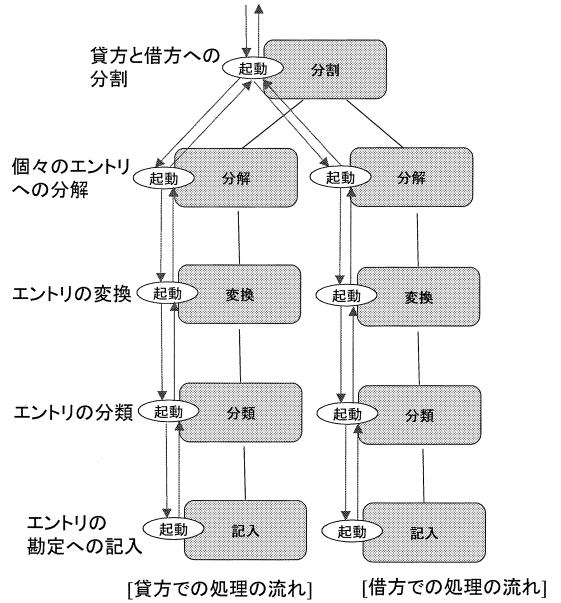 貸方と借方への
分割
起動
分割
個々のエントリ
への分解
起動
分解
起動
分解
エントリの変換
起動
変換
起動
変換
エントリの分類
起動
分類
起動
分類
エントリの
勘定への記入
起動
記入
起動
記入
[貸方での処理の流れ]
[借方での処理の流れ]